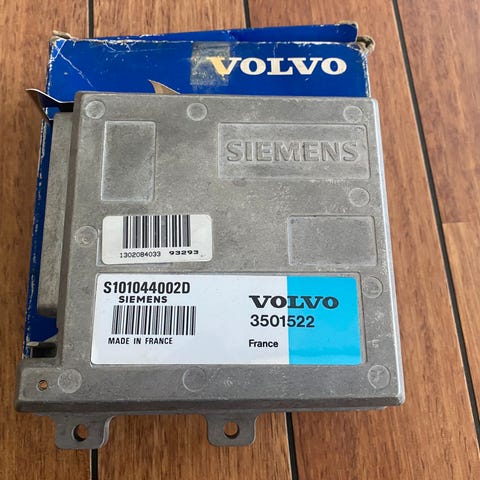 VOLVO
SIEMENS
1302084033 93293
S101044002D
SIEMENS
MADE IN FRANCE
VOLVO
3501522
France